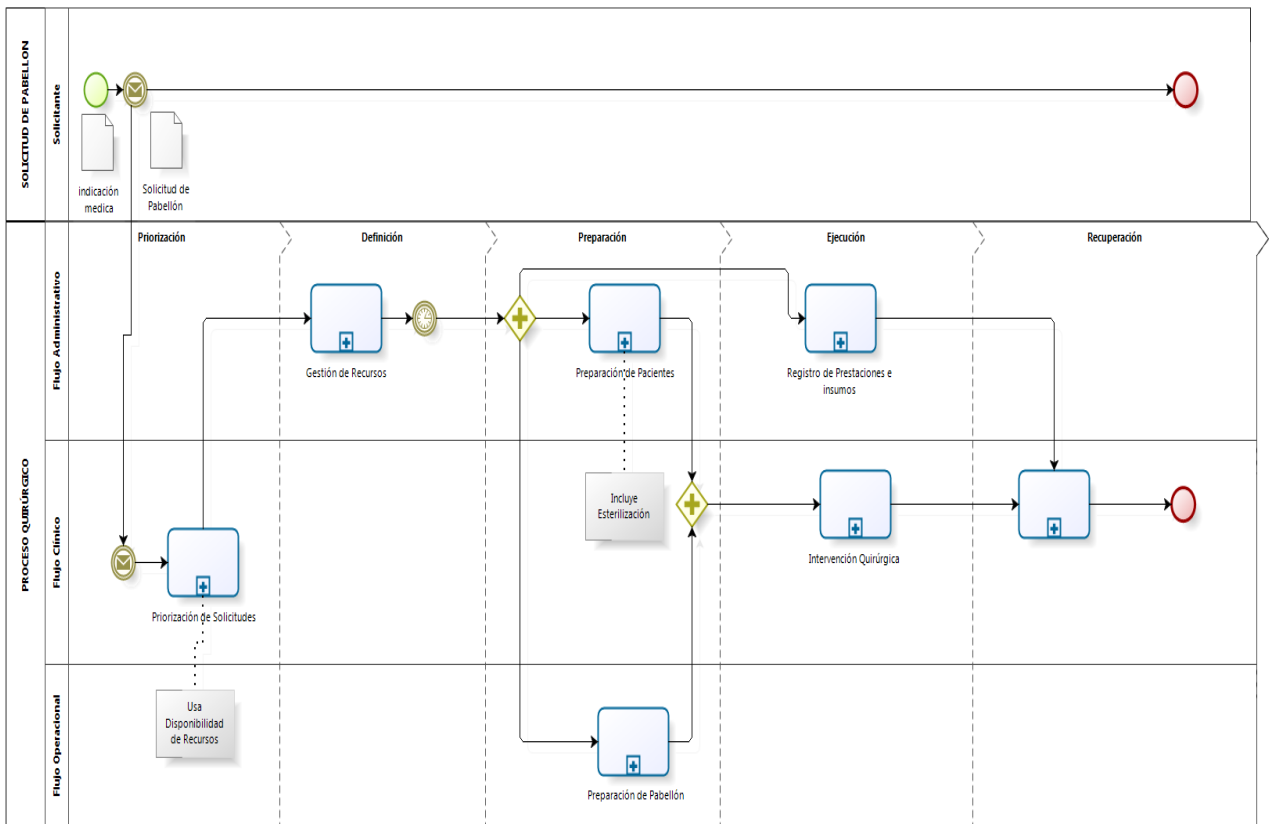 SOLICITUD DE PABELLON
Solicitante
indicación
medica
Solicitud de
Pabellón
PROCESO QUIRÚRGICO
Priorización
Definición
Preparación
Ejecución
Recuperación
Flujo Administrativo
Gestión de Recursos
Preparación de Pacientes
Registro de Prestaciones e
insumos
Flujo Clínico
Incluye
Esterilización
Intervención Quirúrgica
Priorización de Solicitudes
Flujo Operacional
Usa
Disponibilidad
de Recursos
Preparación de Pabellón